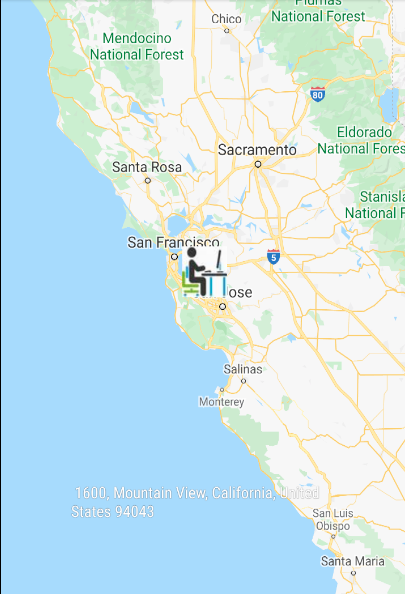 Plumas
National Forest
Chico
Mendocino
National Forest
80
Eldorado
National Fores
Sacramento
Santa Rosa
Stanisla
National F
San Francisco
5
ose
Salinas
Monterey
1600, Mountain View, California, United
States 94043
San Luis
Obispo
Santa Maria